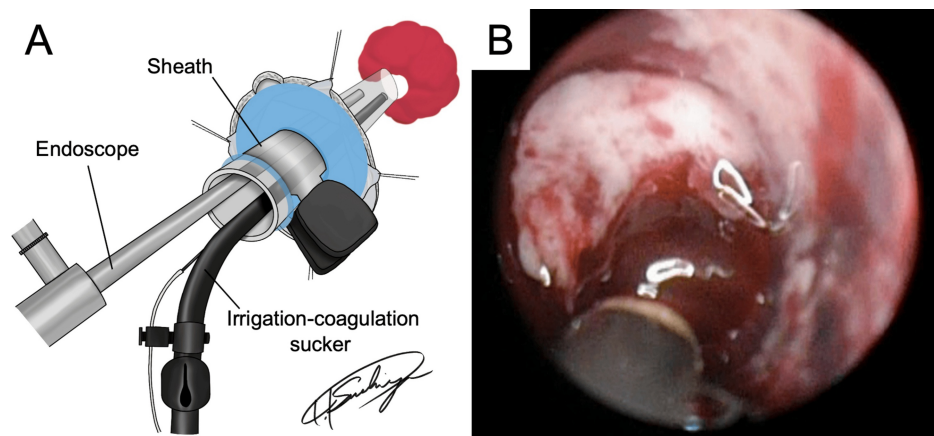 A
B
Sheath
Endoscope
Irrigation-coagulation
sucker